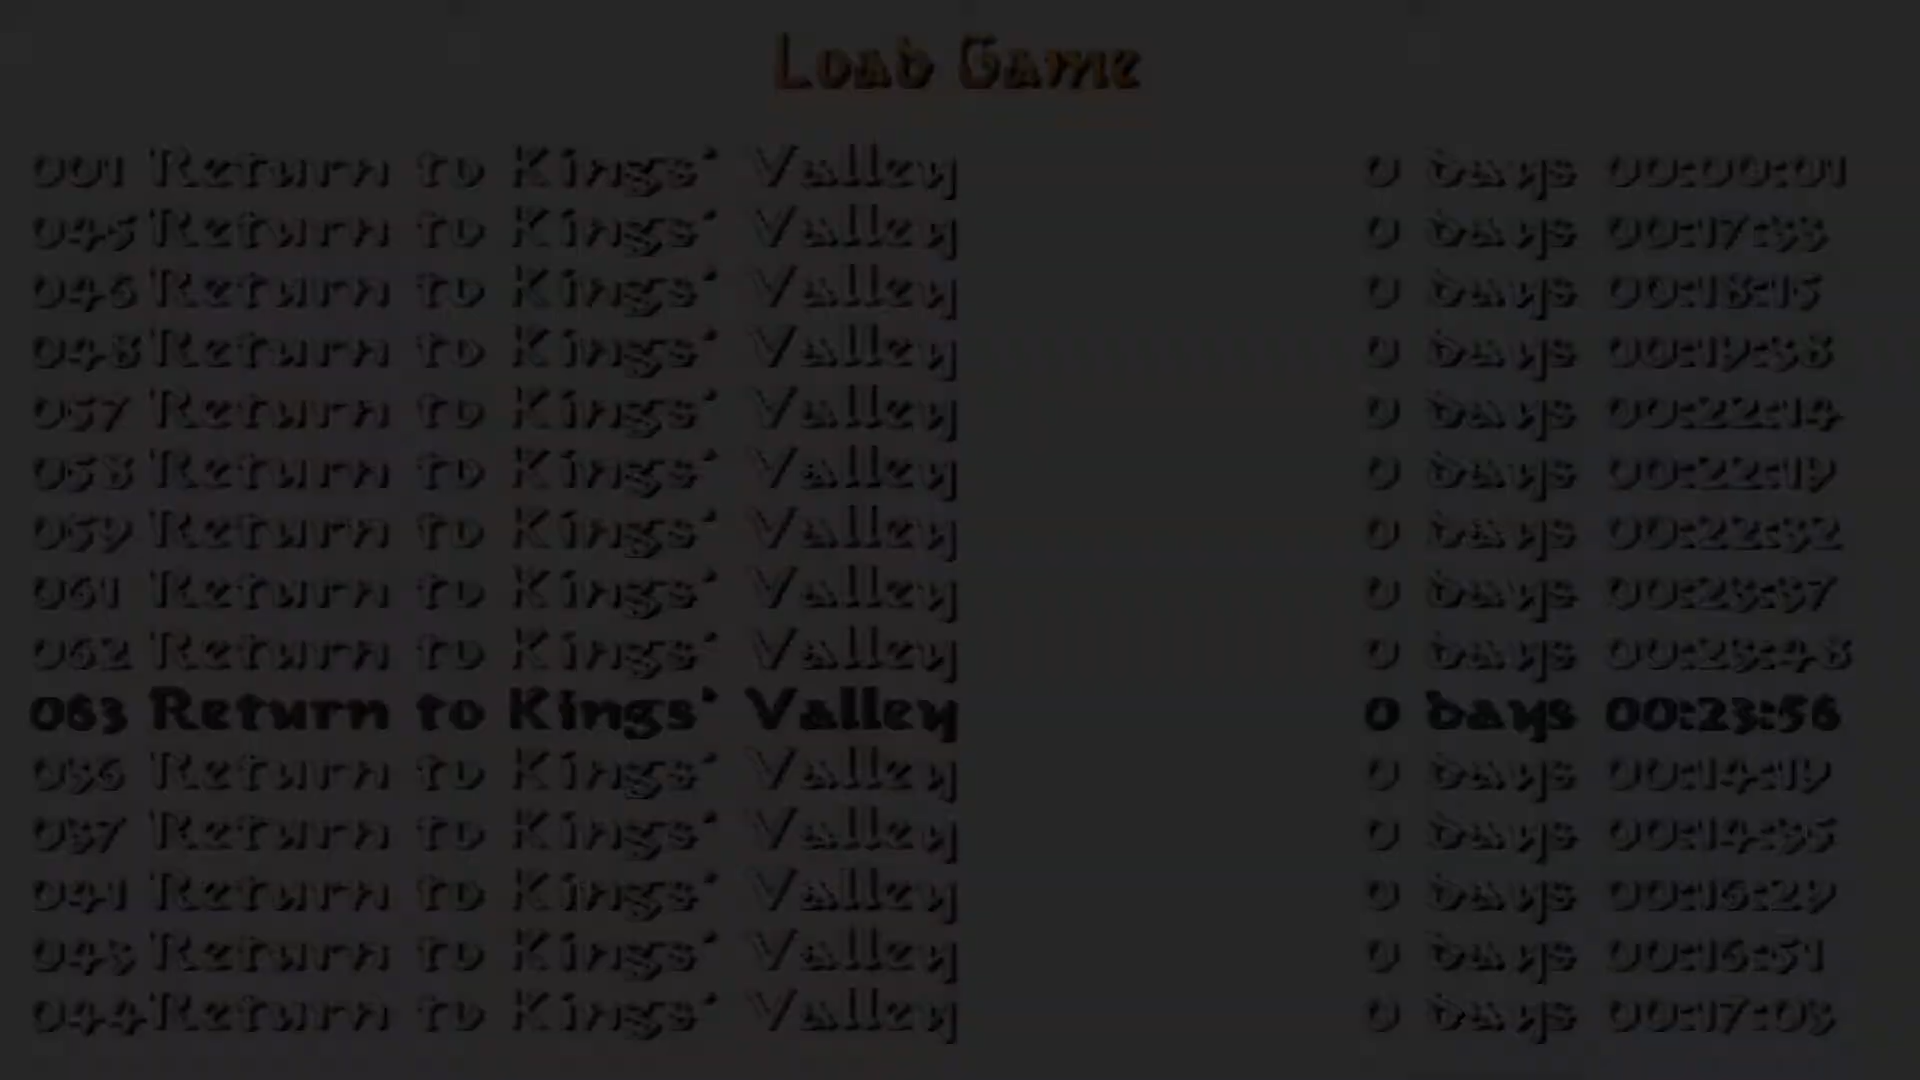 Load Game
001 Return to Kings' Valley 0 days 00:00:01
045 Return to Kings' Valley 0 days 00:17:33
046 Return to Kings' Valley 0 days 00:18:15
048 Return to Kings' Valley 0 days 00:19:38
057 Return to Kings' Valley 0 days 00:22:14
058 Return to Kings' Valley 0 days 00:22:19
059 Return to Kings' Valley 0 days 00:22:32
061 Return to Kings' Valley 0 days 00:23:37
062 Return to Kings' Valley 0 days 00:23:48
063 Return to Kings' Valley 0 days 00:23:56
036 Return to Kings' Valley 0 days 00:14:19
037 Return to Kings' Valley 0 days 00:14:35
041 Return to Kings' Valley 0 days 00:16:29
043 Return to Kings' Valley 0 days 00:16:51
044 Return to Kings' Valley 0 days 00:17:03